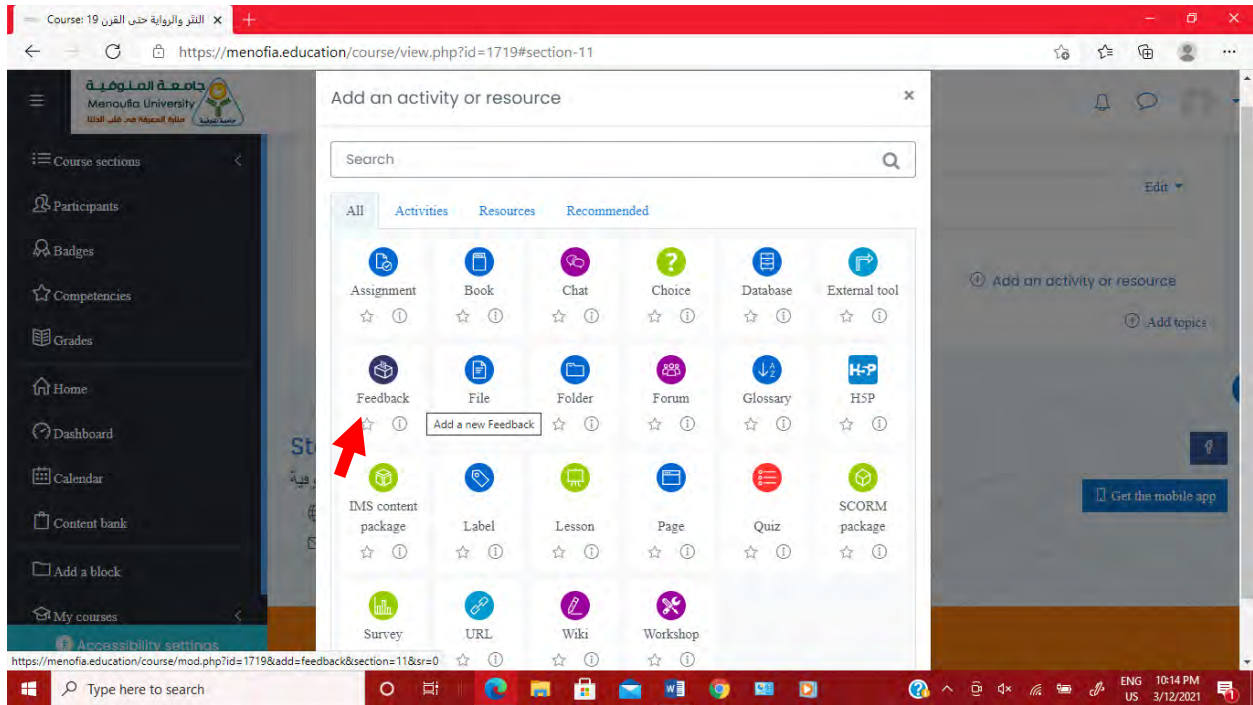 Course: النثر والرواية حتى القرن 19
https://menofia.education/course/view.php?id=1719#section-11
جامعة المنوفية
Menoufia University
Add an activity or resource
Search
All Activities Resources Recommended
Assignment Book Chat Choice Database External tool
Feedback File Folder Forum Glossary H5P
H-P
Add a new Feedback
IMS content package Label Lesson Page Quiz SCORM package
Survey URL Wiki Workshop
Course sections
Participants
Badges
Competencies
Grades
Home
Dashboard
Calendar
Content bank
Add a block
My courses
Accessibility settings
Edit
Add an activity or resource
Add topics
St
Get the mobile app
https://menofia.education/course/mod.php?id=1719&add=feedback&section=11&sr=0
Type here to search
ENG 10:14 PM
US 3/12/2021